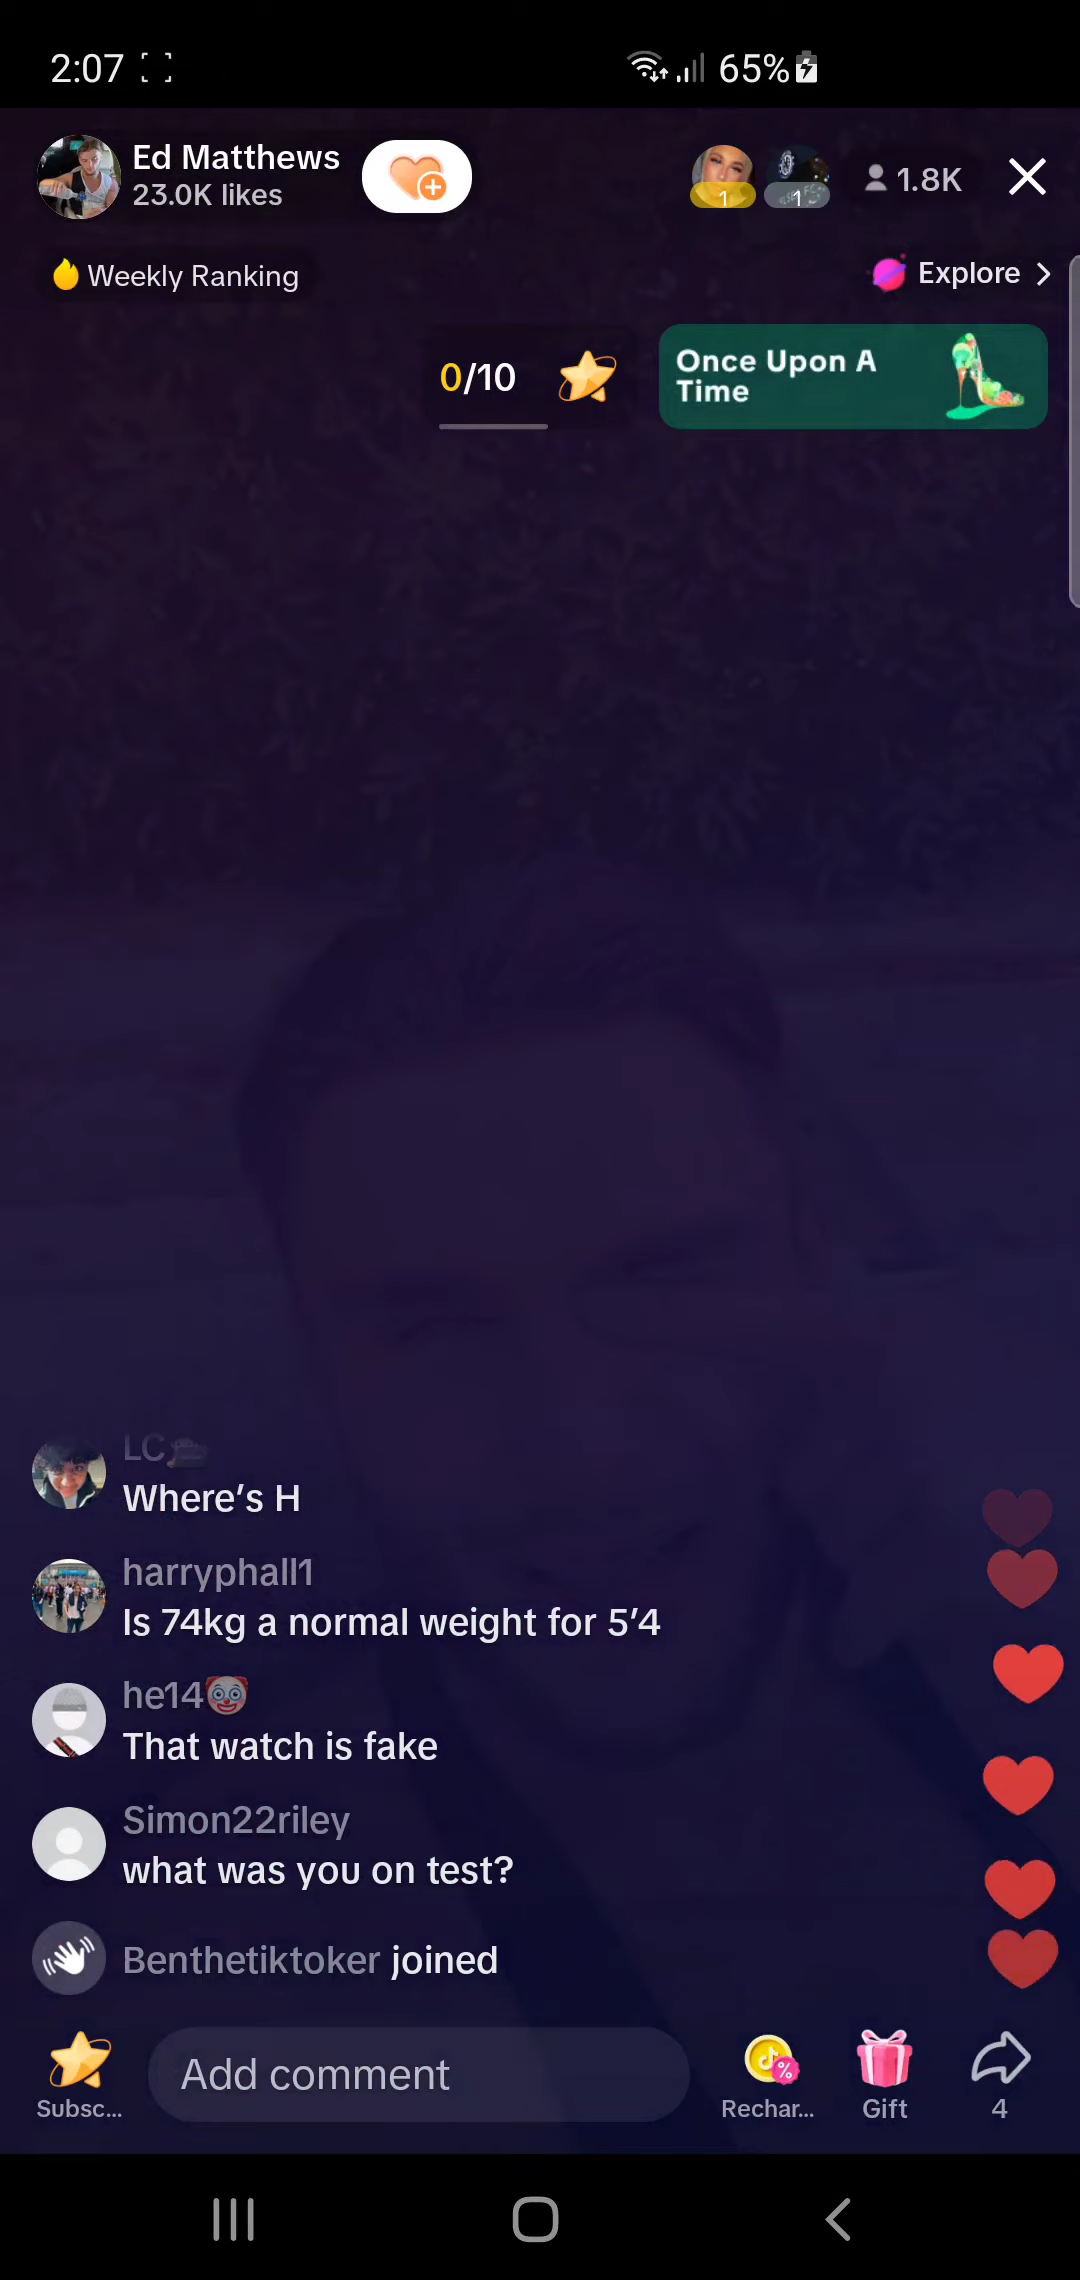 2:07 65%
Ed Matthews
23.0K likes
1
1
1.8K
Weekly Ranking
Explore
0/10
Once Upon A
Time
LC
Where's H
harryphall1
Is 74kg a normal weight for 5'4
he14
That watch is fake
Simon22riley
what was you on test?
Benthetiktoker joined
Add comment
Subsc...
Rechar...
Gift
4